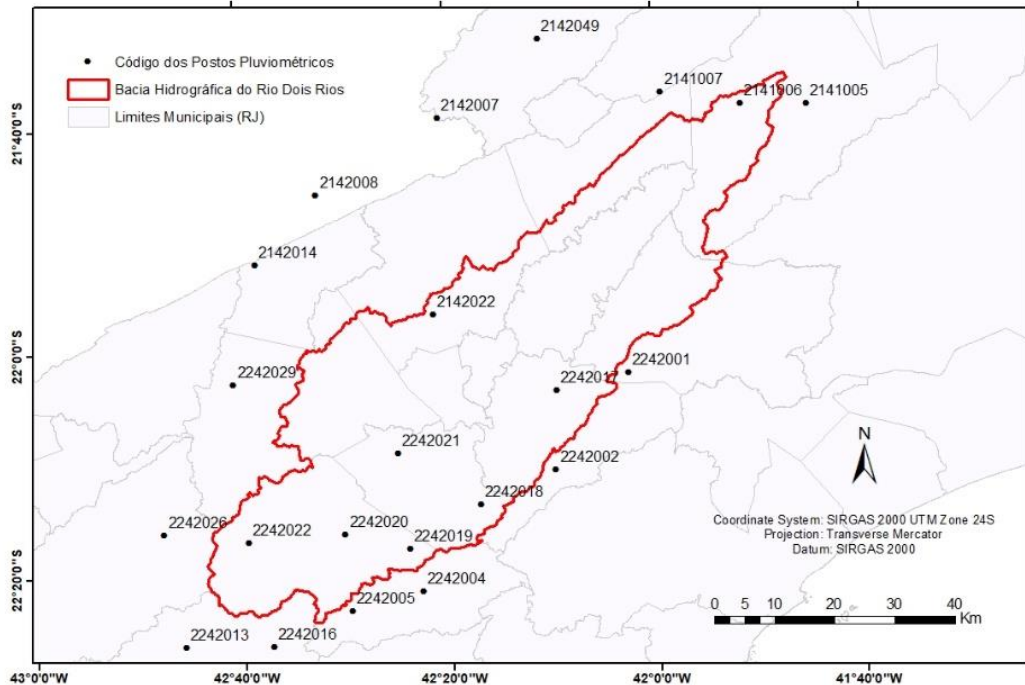 2142049
Código dos Postos Pluviométricos
Bacia Hidrográfica do Rio Dois Rios
Limites Municipais (RJ)
2141007
2141006
2141005
2142007
21°40'0"S
2142008
2142014
2142022
22°0'0"S
2242029
2242001
2242017
2242021
2242002
N
2242018
2242026
2242022
2242020
2242019
Coordinate System: SIRGAS 2000 UTM Zone 24S
Projection: Transverse Mercator
Datum: SIRGAS 2000
22°20'0"S
2242004
2242005
0 5 10 20 30 40
Km
2242013
2242016
43°0'0"W 42°40'0"W 42°20'0"W 42°0'0"W 41°40'0"W